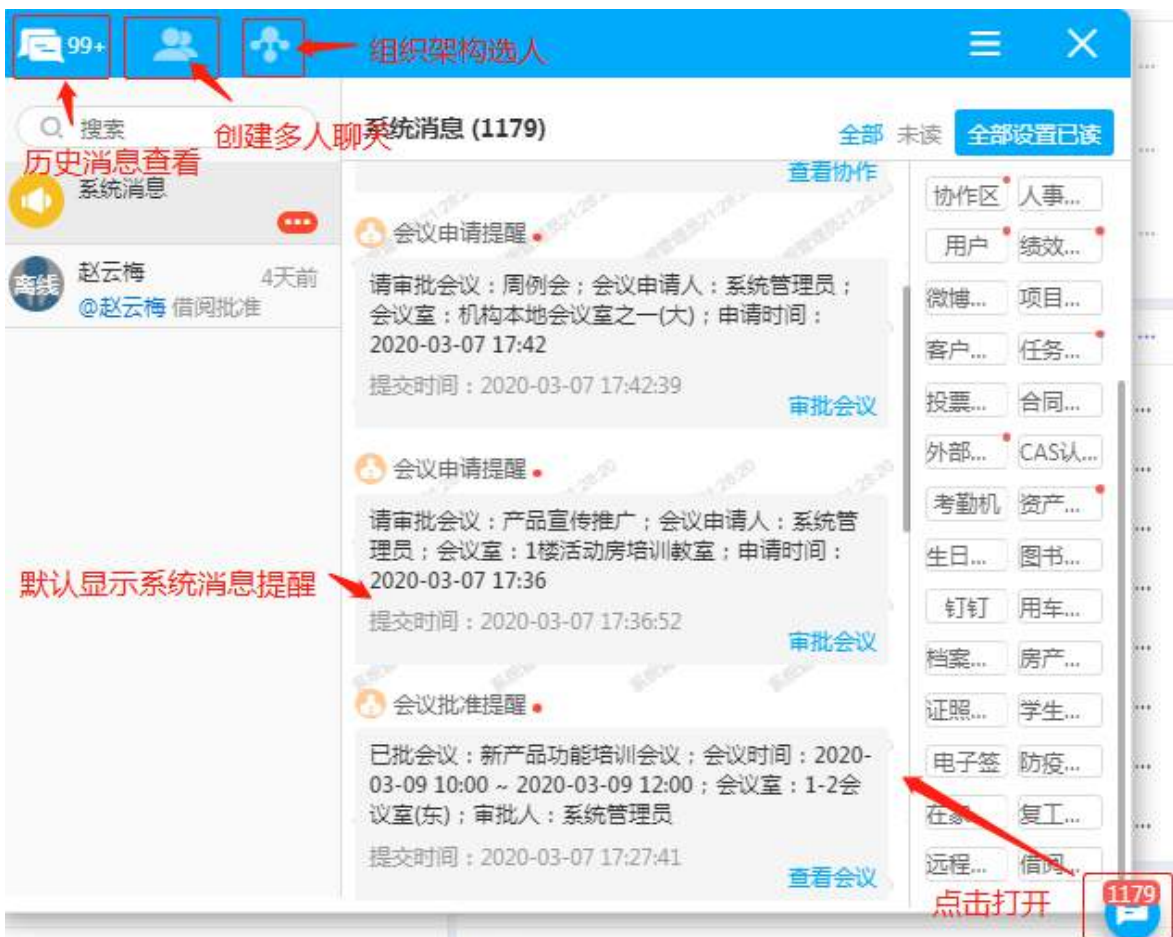 99+
组织架构选人
搜索
创建多人聊天
系统消息 (1179)
全部 未读 全部设置已读
历史消息查看
系统消息
查看协作
协作区 人事...
会议申请提醒
用户 绩效...
离线 赵云梅 4天前
@赵云梅 借阅批准
请审批会议：周例会；会议申请人：系统管理员；
会议室：机构本地会议室之一(大)；申请时间：
2020-03-07 17:42
提交时间：2020-03-07 17:42:39
审批会议
微博... 项目...
客户... 任务...
投票... 合同...
会议申请提醒
外部... CAS认...
请审批会议：产品宣传推广；会议申请人：系统管
理员；会议室：1楼活动房培训教室；申请时间：
2020-03-07 17:36
提交时间：2020-03-07 17:36:52
审批会议
考勤机 资产...
生日... 图书...
默认显示系统消息提醒
钉钉 用车...
档案... 房产...
会议批准提醒
证照... 学生...
已批会议：新产品功能培训会议；会议时间：2020-
03-09 10:00 ~ 2020-03-09 12:00；会议室：1-2会
议室(东)；审批人：系统管理员
提交时间：2020-03-07 17:27:41
查看会议
电子签 防疫...
在家... 复工...
远程... 借阅...
点击打开
1179